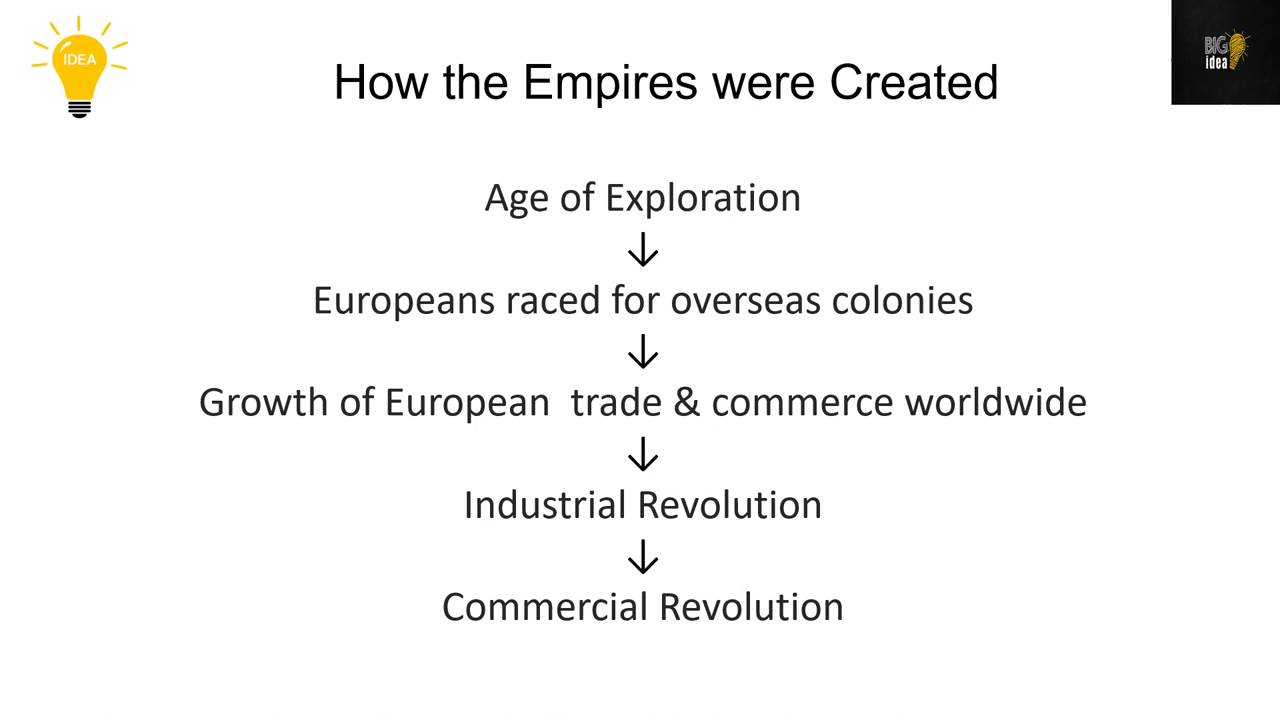 IDEA
How the Empires were Created
BIG
idea
Age of Exploration
↓
Europeans raced for overseas colonies
↓
Growth of European  trade & commerce worldwide
↓
Industrial Revolution
↓
Commercial Revolution